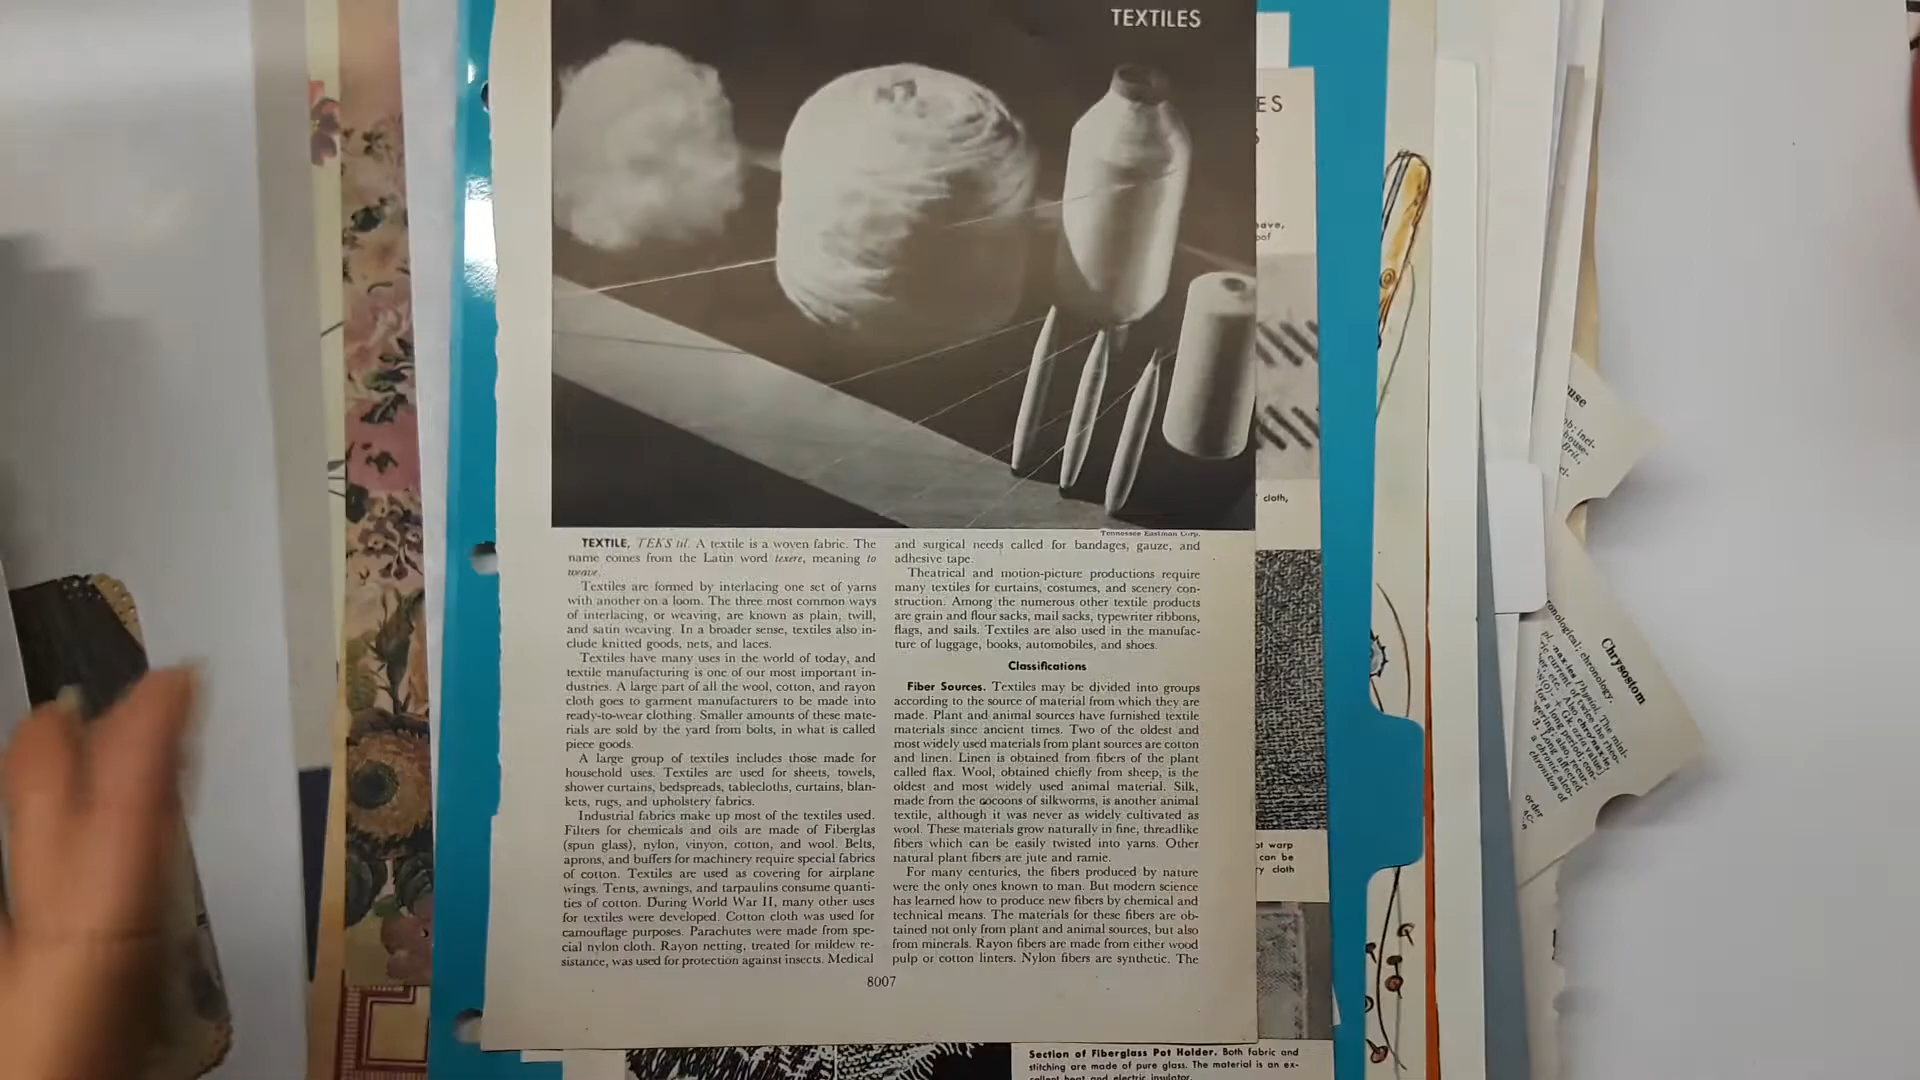 TEXTILES
Tennessee Eastman Corp.
TEXTILE, TEKS til. A textile is a woven fabric. The
name comes from the Latin word texere, meaning to
weave.
Textiles are formed by interlacing one set of yarns
with another on a loom. The three most common ways
of interlacing, or weaving, are known as plain, twill,
and satin weaving. In a broader sense, textiles also in-
clude knitted goods, nets, and laces.
Textiles have many uses in the world of today, and
textile manufacturing is one of our most important in-
dustries. A large part of all the wool, cotton, and rayon
cloth goes to garment manufacturers to be made into
ready-to-wear clothing. Smaller amounts of these mate-
rials are sold by the yard from bolts, in what is called
piece goods.
A large group of textiles includes those made for
household uses. Textiles are used for sheets, towels,
shower curtains, bedspreads, tablecloths, curtains, blan-
kets, rugs, and upholstery fabrics.
Industrial fabrics make up most of the textiles used.
Filters for chemicals and oils are made of Fiberglas
(spun glass), nylon, vinyon, cotton, and wool. Belts,
aprons, and buffers for machinery require special fabrics
of cotton. Textiles are used as covering for airplane
wings. Tents, awnings, and tarpaulins consume quanti-
ties of cotton. During World War II, many other uses
for textiles were developed. Cotton cloth was used for
camouflage purposes. Parachutes were made from spe-
cial nylon cloth. Rayon netting, treated for mildew re-
sistance, was used for protection against insects. Medical
and surgical needs called for bandages, gauze, and
adhesive tape.
Theatrical and motion-picture productions require
many textiles for curtains, costumes, and scenery con-
struction. Among the numerous other textile products
are grain and flour sacks, mail sacks, typewriter ribbons,
flags, and sails. Textiles are also used in the manufac-
ture of luggage, books, automobiles, and shoes.
Classifications
Fiber Sources. Textiles may be divided into groups
according to the source of material from which they are
made. Plant and animal sources have furnished textile
materials since ancient times. Two of the oldest and
most widely used materials from plant sources are cotton
and linen. Linen is obtained from fibers of the plant
called flax. Wool, obtained chiefly from sheep, is the
oldest and most widely used animal material. Silk,
made from the cocoons of silkworms, is another animal
textile, although it was never as widely cultivated as
wool. These materials grow naturally in fine, threadlike
fibers which can be easily twisted into yarns. Other
natural plant fibers are jute and ramie.
For many centuries, the fibers produced by nature
were the only ones known to man. But modern science
has learned how to produce new fibers by chemical and
technical means. The materials for these fibers are ob-
tained not only from plant and animal sources, but also
from minerals. Rayon fibers are made from either wood
pulp or cotton linters. Nylon fibers are synthetic. The
8007
ES
S
cloth,
warp
can be
cloth
Section of Fiberglass Pot Holder. Both fabric and
stitching are made of pure glass. The material is an ex-
cellent heat and electric insulator.
use
house-
Brit.,
ronological; chronology.
Chrysostom
order